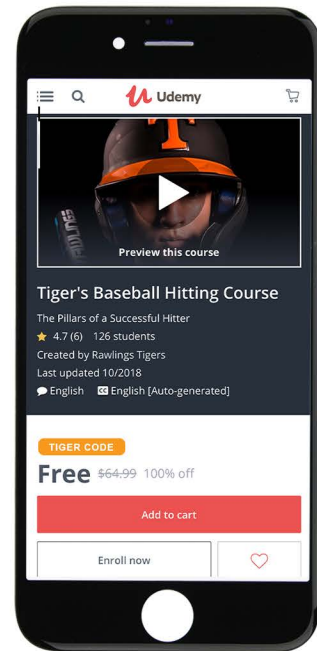 Udemy
T
Preview this course
Tiger's Baseball Hitting Course
The Pillars of a Successful Hitter
4.7 (6) 126 students
Created by Rawlings Tigers
Last updated 10/2018
English CC English [Auto-generated]
TIGER CODE
Free $64.99 100% off
Add to cart
Enroll now